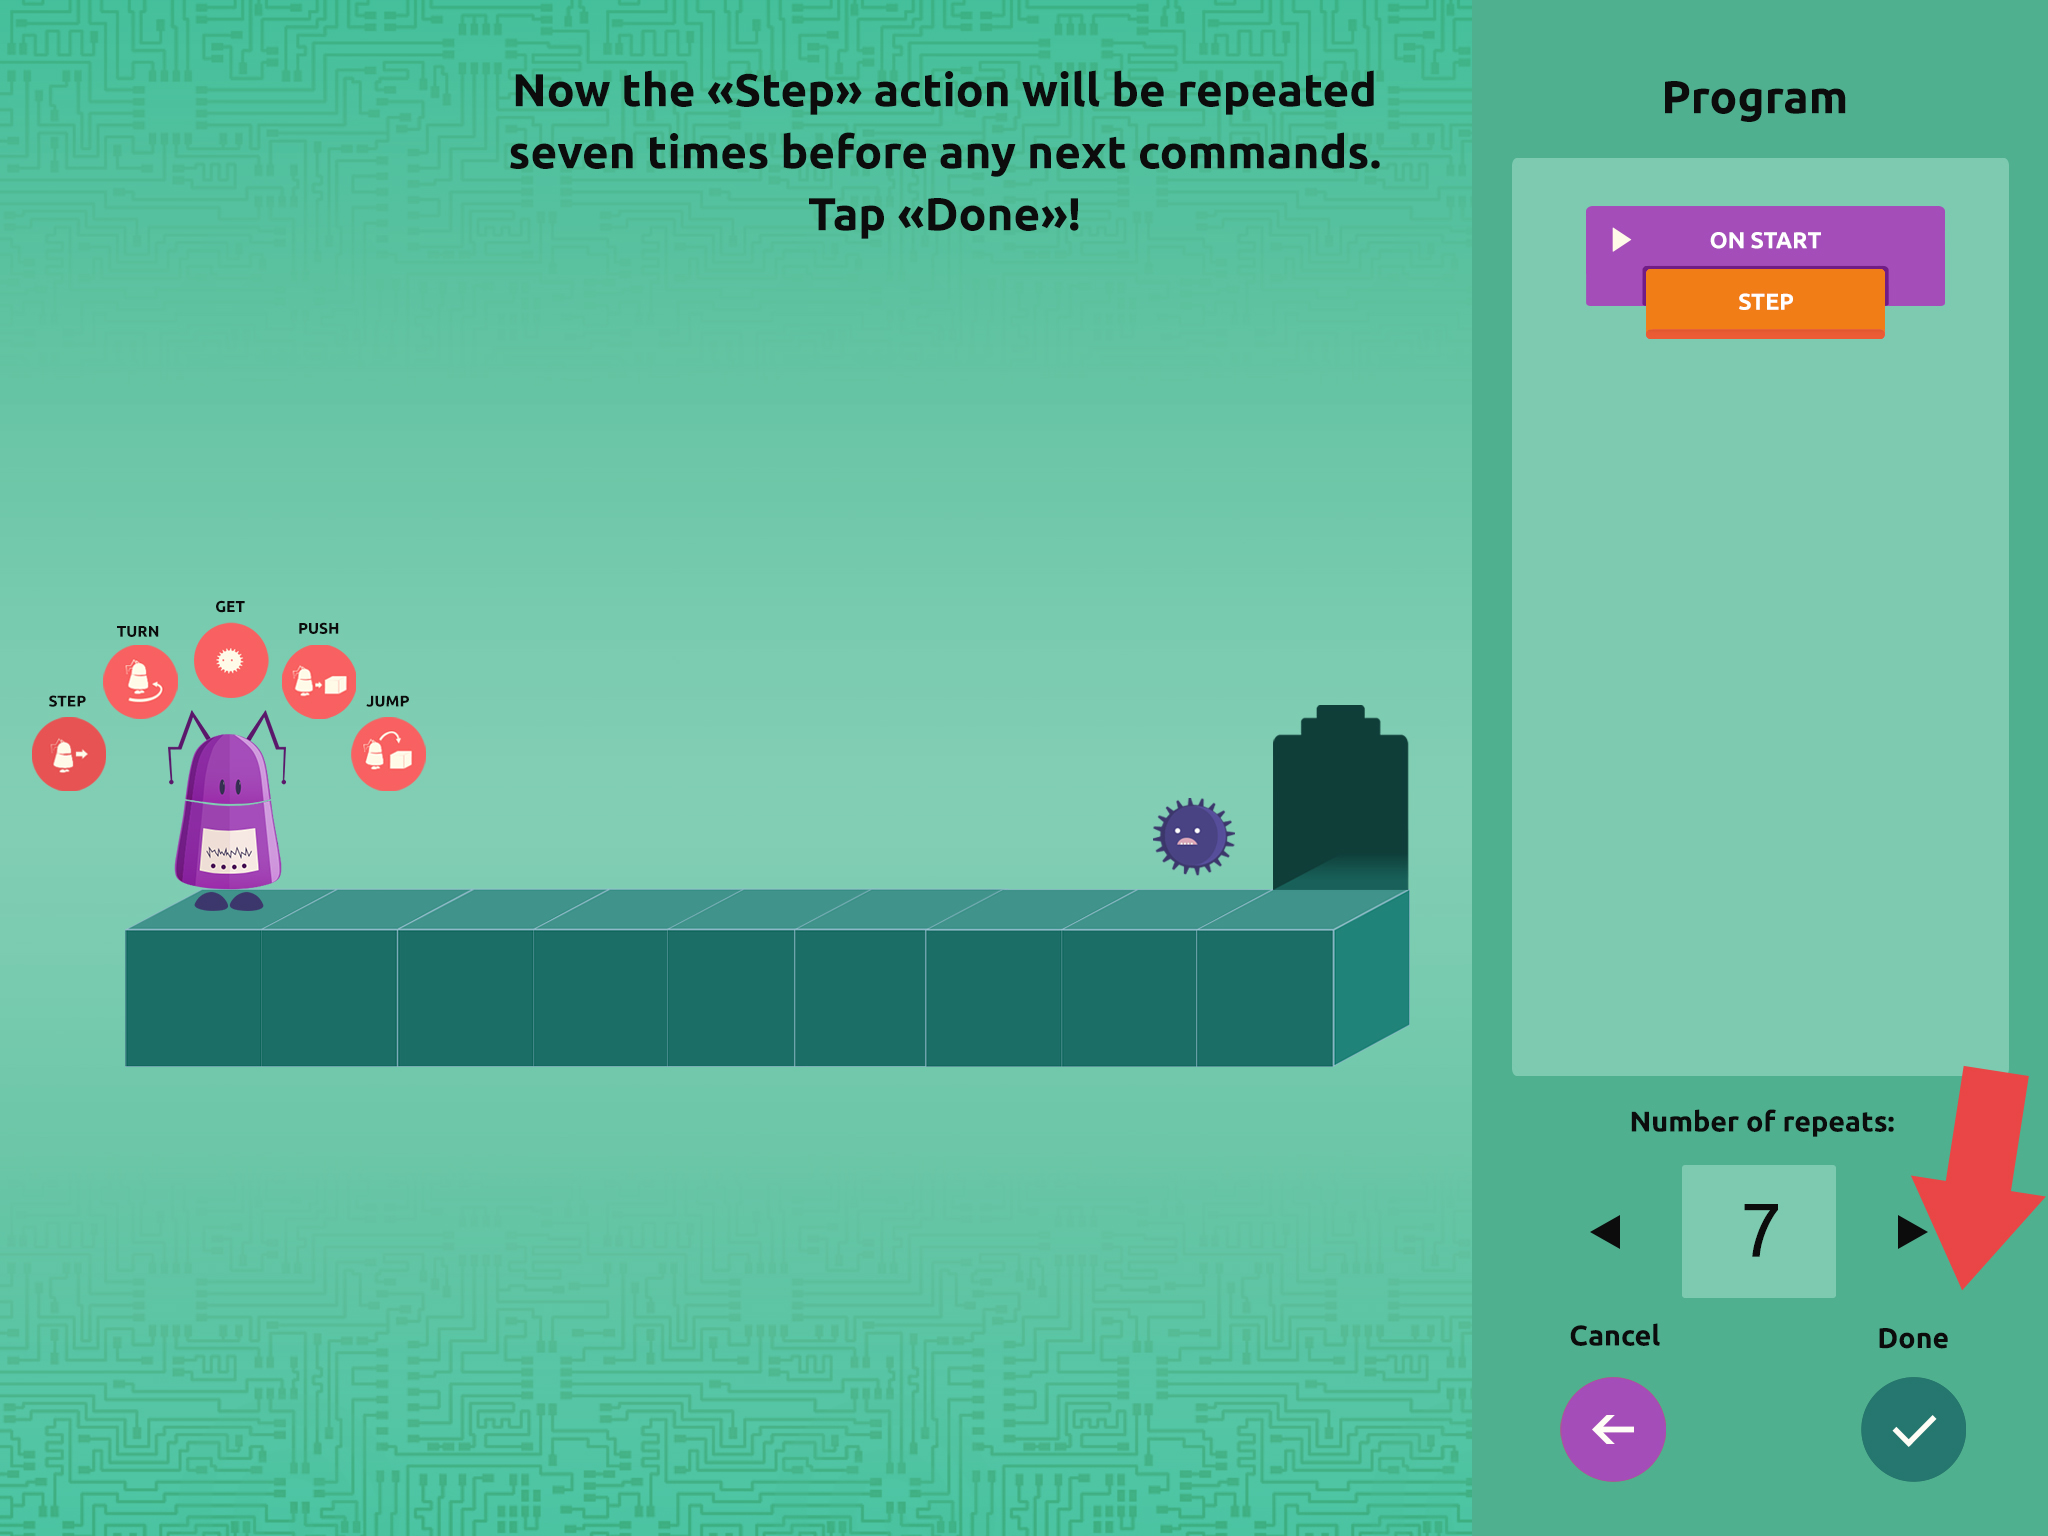 Now the «Step» action will be repeated
seven times before any next commands.
Tap «Done»!
Program
ON START
STEP
GET
TURN
PUSH
STEP
JUMP
Number of repeats:
7
Cancel
Done